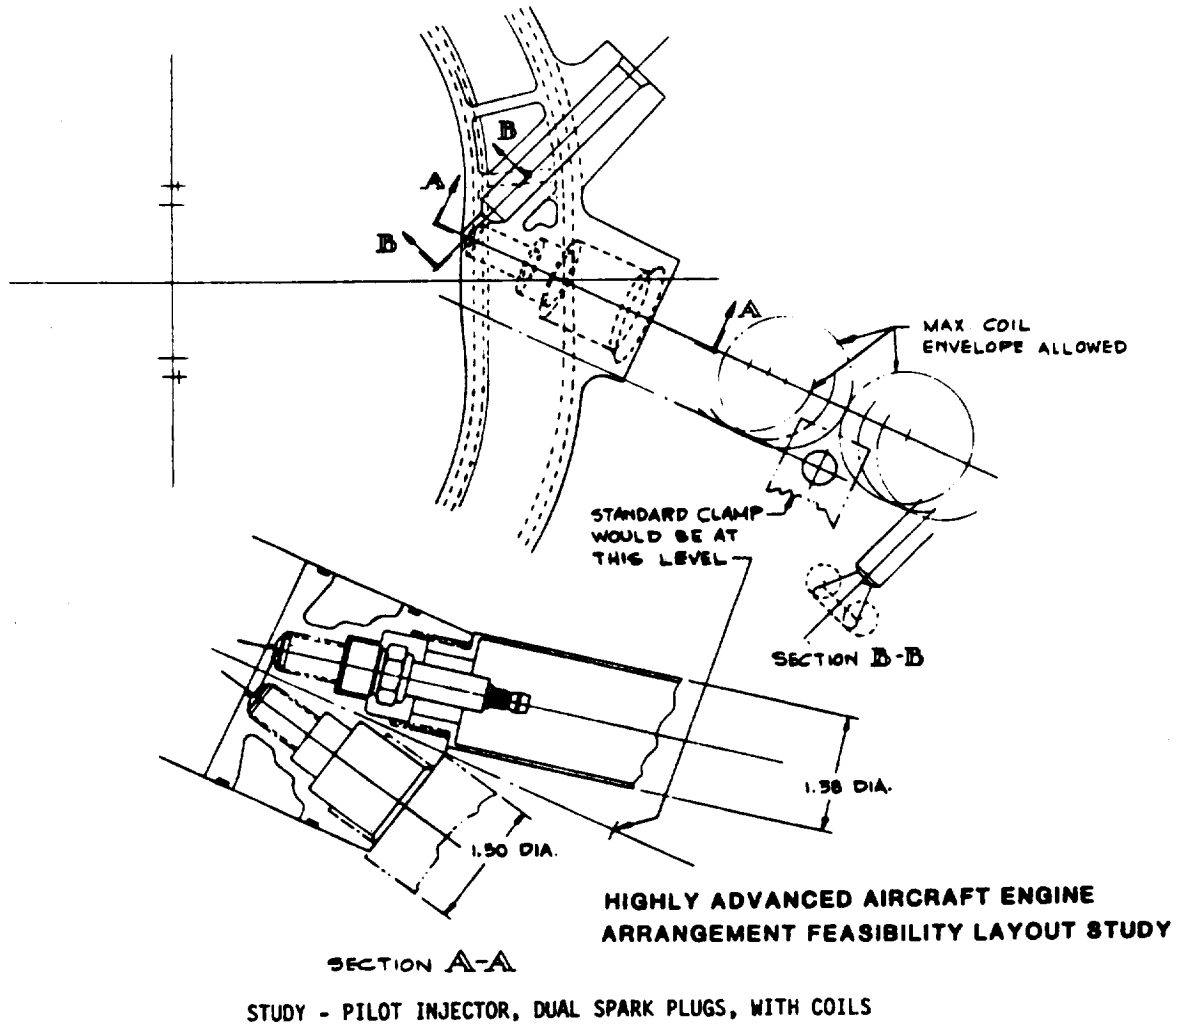 B
A
B
A
MAX COIL
ENVELOPE ALLOWED
STANDARD CLAMP
WOULD BE AT
THIS LEVEL
SECTION B-B
1.38 DIA.
1.50 DIA.
HIGHLY ADVANCED AIRCRAFT ENGINE
ARRANGEMENT FEASIBILITY LAYOUT STUDY
SECTION A-A
STUDY - PILOT INJECTOR, DUAL SPARK PLUGS, WITH COILS